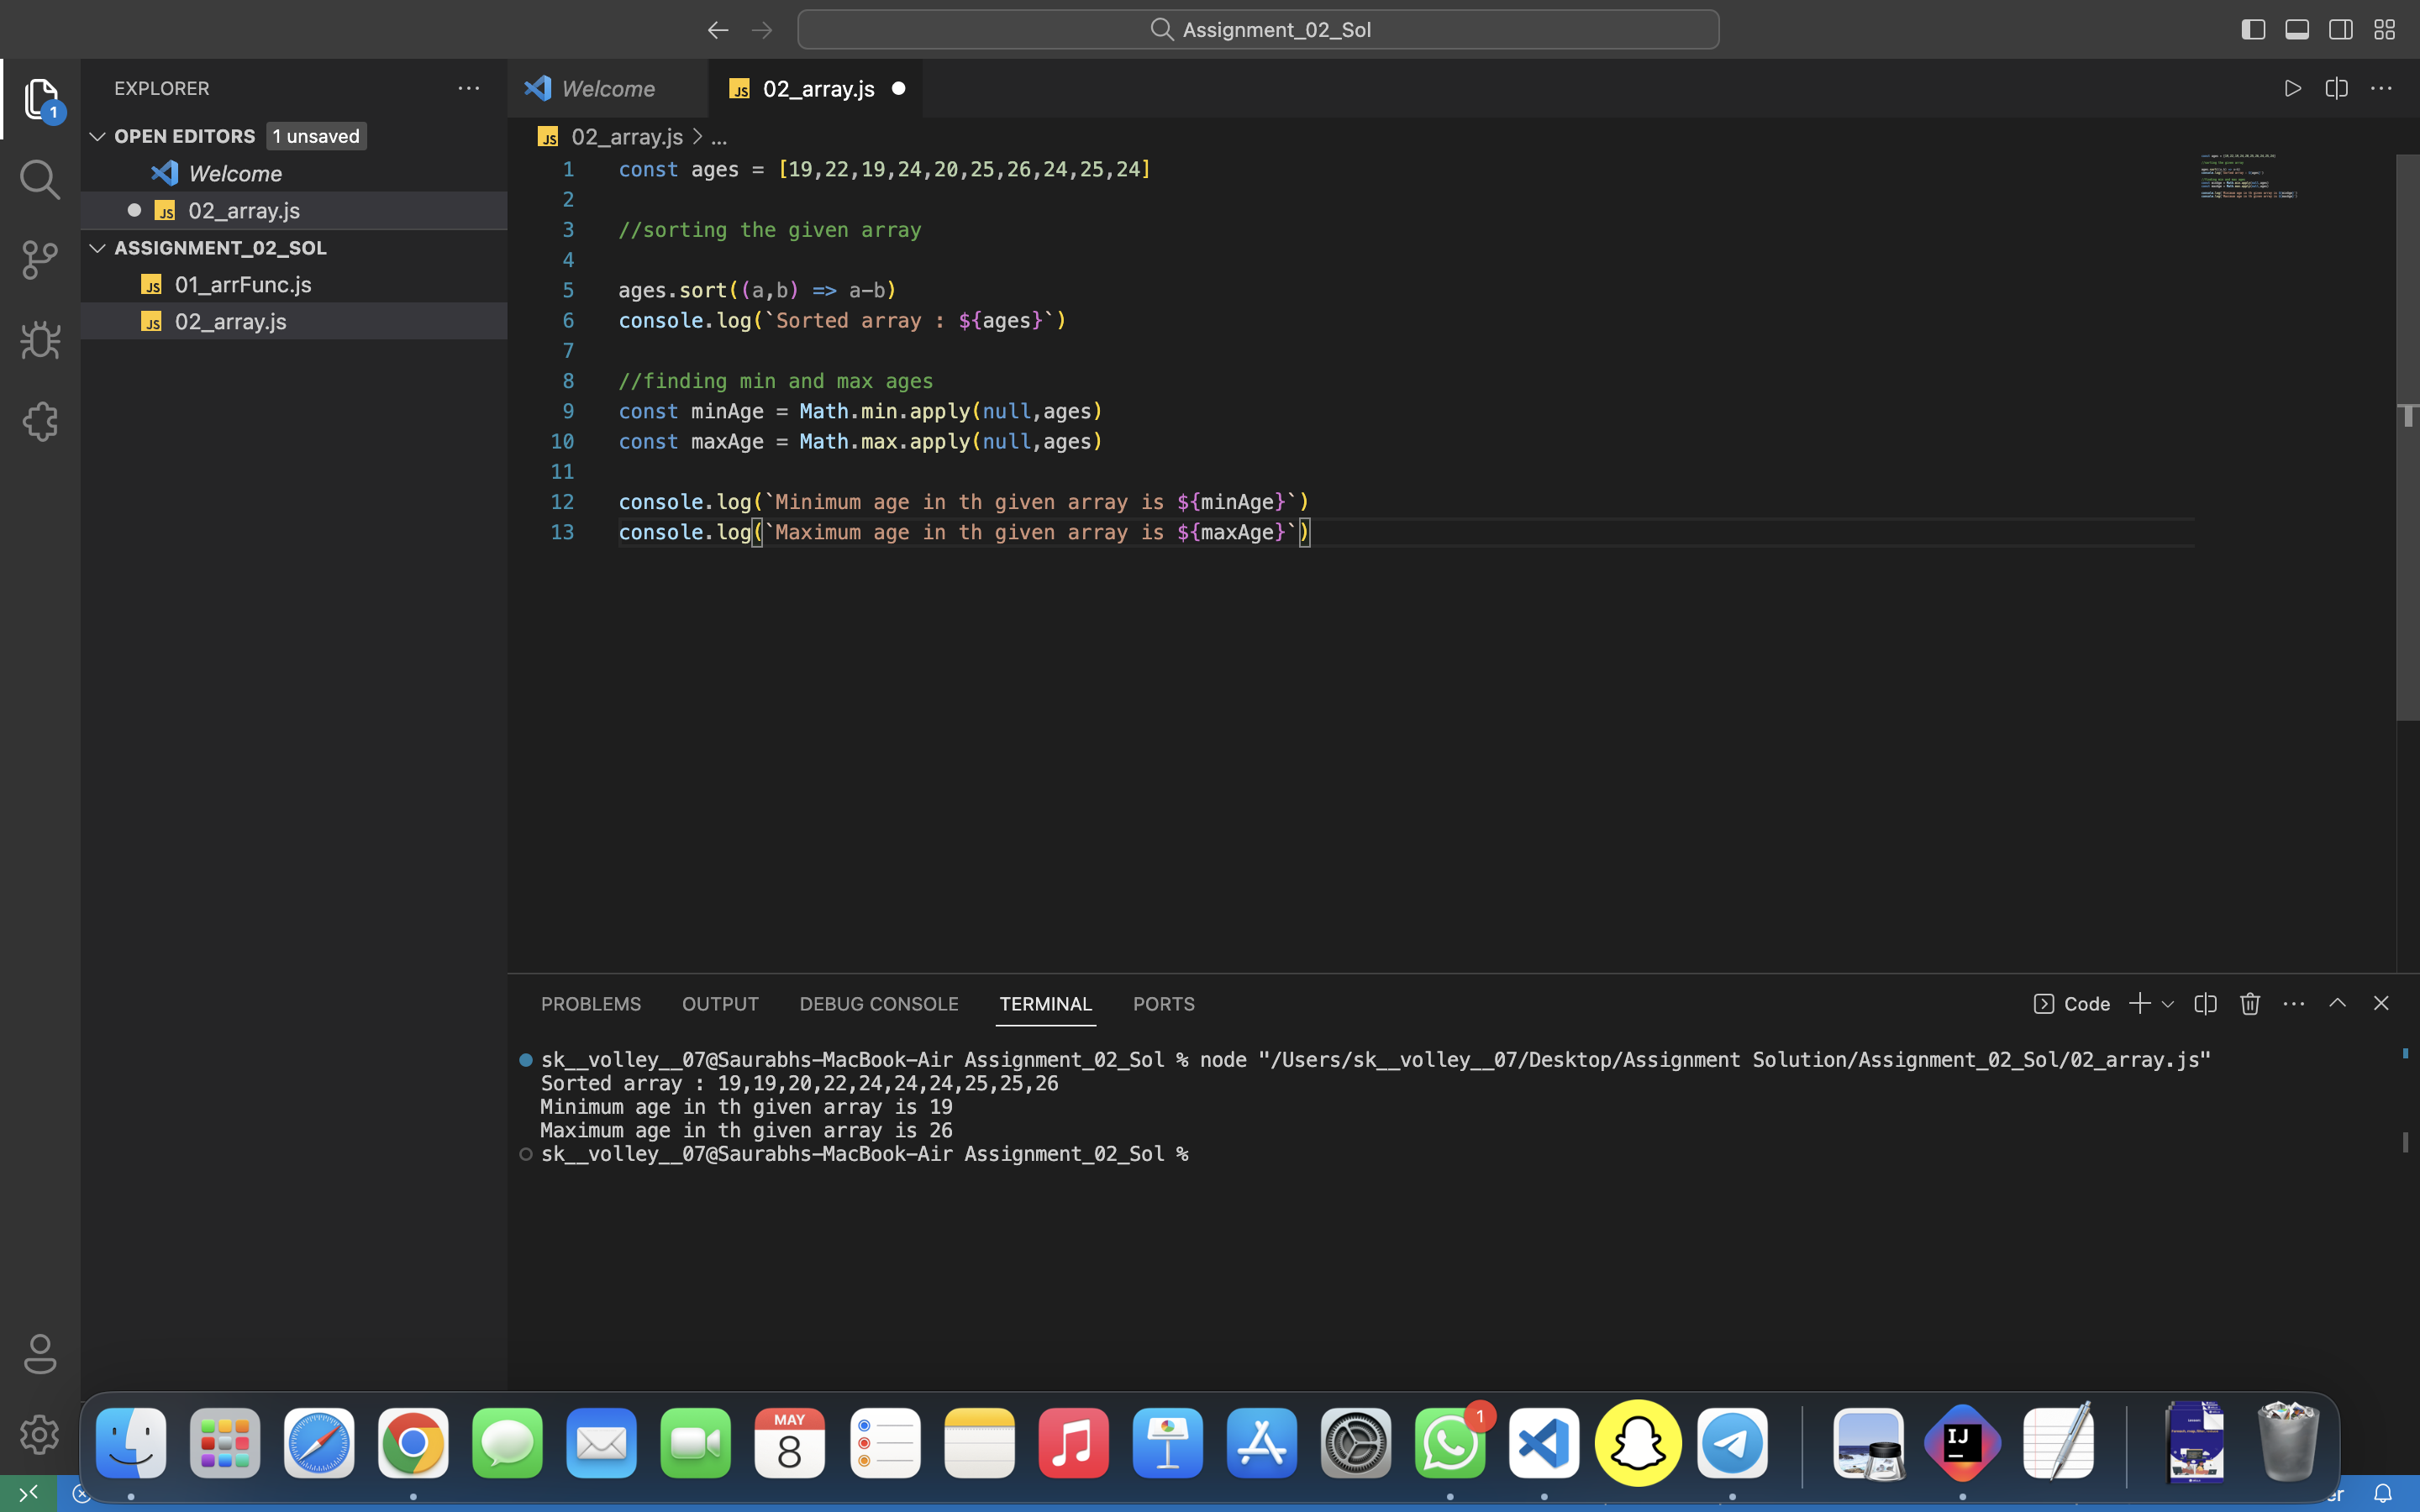 Assignment_02_Sol
EXPLORER
Welcome
JS 02_array.js
1
OPEN EDITORS 1 unsaved
JS 02_array.js > ...
Welcome
JS 02_array.js
ASSIGNMENT_02_SOL
JS 01_arrFunc.js
JS 02_array.js
1 const ages = [19,22,19,24,20,25,26,24,25,24]
2
3 //sorting the given array
4
5 ages.sort((a,b) => a-b)
6 console.log(`Sorted array : ${ages}`)
7
8 //finding min and max ages
9 const minAge = Math.min.apply(null,ages)
10 const maxAge = Math.max.apply(null,ages)
11
12 console.log(`Minimum age in th given array is ${minAge}`)
13 console.log(`Maximum age in th given array is ${maxAge}`)
PROBLEMS OUTPUT DEBUG CONSOLE TERMINAL PORTS
Code
sk__volley__07@Saurabhs-MacBook-Air Assignment_02_Sol % node "/Users/sk__volley__07/Desktop/Assignment Solution/Assignment_02_Sol/02_array.js"
Sorted array : 19,19,20,22,24,24,24,25,25,26
Minimum age in th given array is 19
Maximum age in th given array is 26
sk__volley__07@Saurabhs-MacBook-Air Assignment_02_Sol %
MAY
8
1
IJ